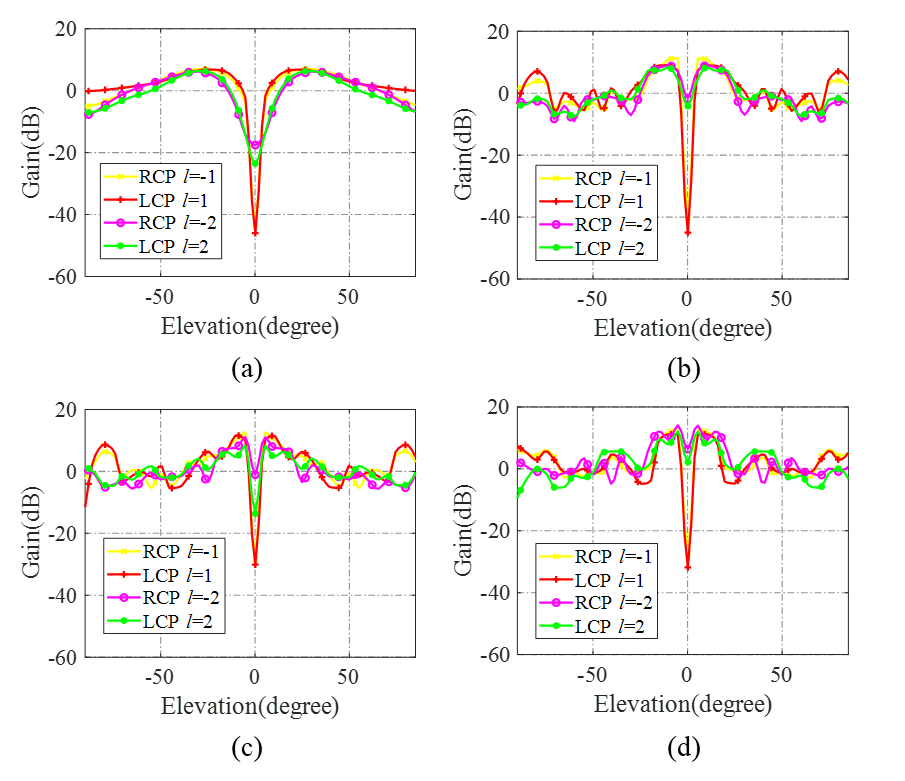 20
0
-20
-40
-60
Gain(dB)
RCP l=-1
LCP l=1
RCP l=-2
LCP l=2
-50 0 50
Elevation(degree)
(a)
20
0
-20
-40
-60
Gain(dB)
RCP l=-1
LCP l=1
RCP l=-2
LCP l=2
-50 0 50
Elevation(degree)
(b)
20
0
-20
-40
-60
Gain(dB)
RCP l=-1
LCP l=1
RCP l=-2
LCP l=2
-50 0 50
Elevation(degree)
(c)
20
0
-20
-40
-60
Gain(dB)
RCP l=-1
LCP l=1
RCP l=-2
LCP l=2
-50 0 50
Elevation(degree)
(d)